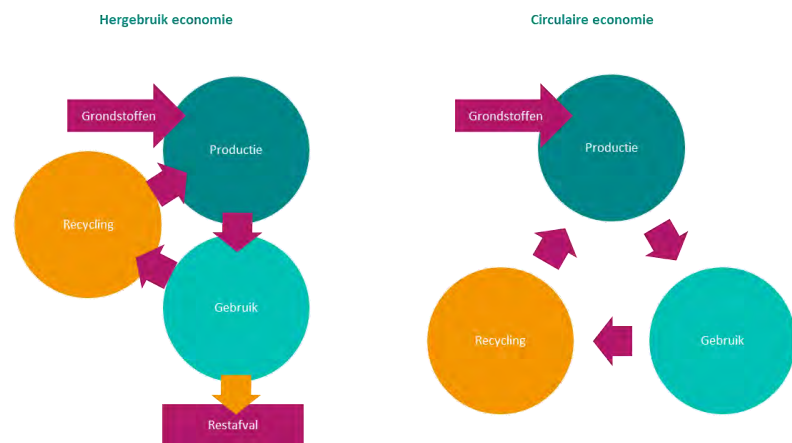 Hergebruik economie
Grondstoffen
Productie
Recycling
Gebruik
Restafval
Circulaire economie
Grondstoffen
Productie
Recycling
Gebruik